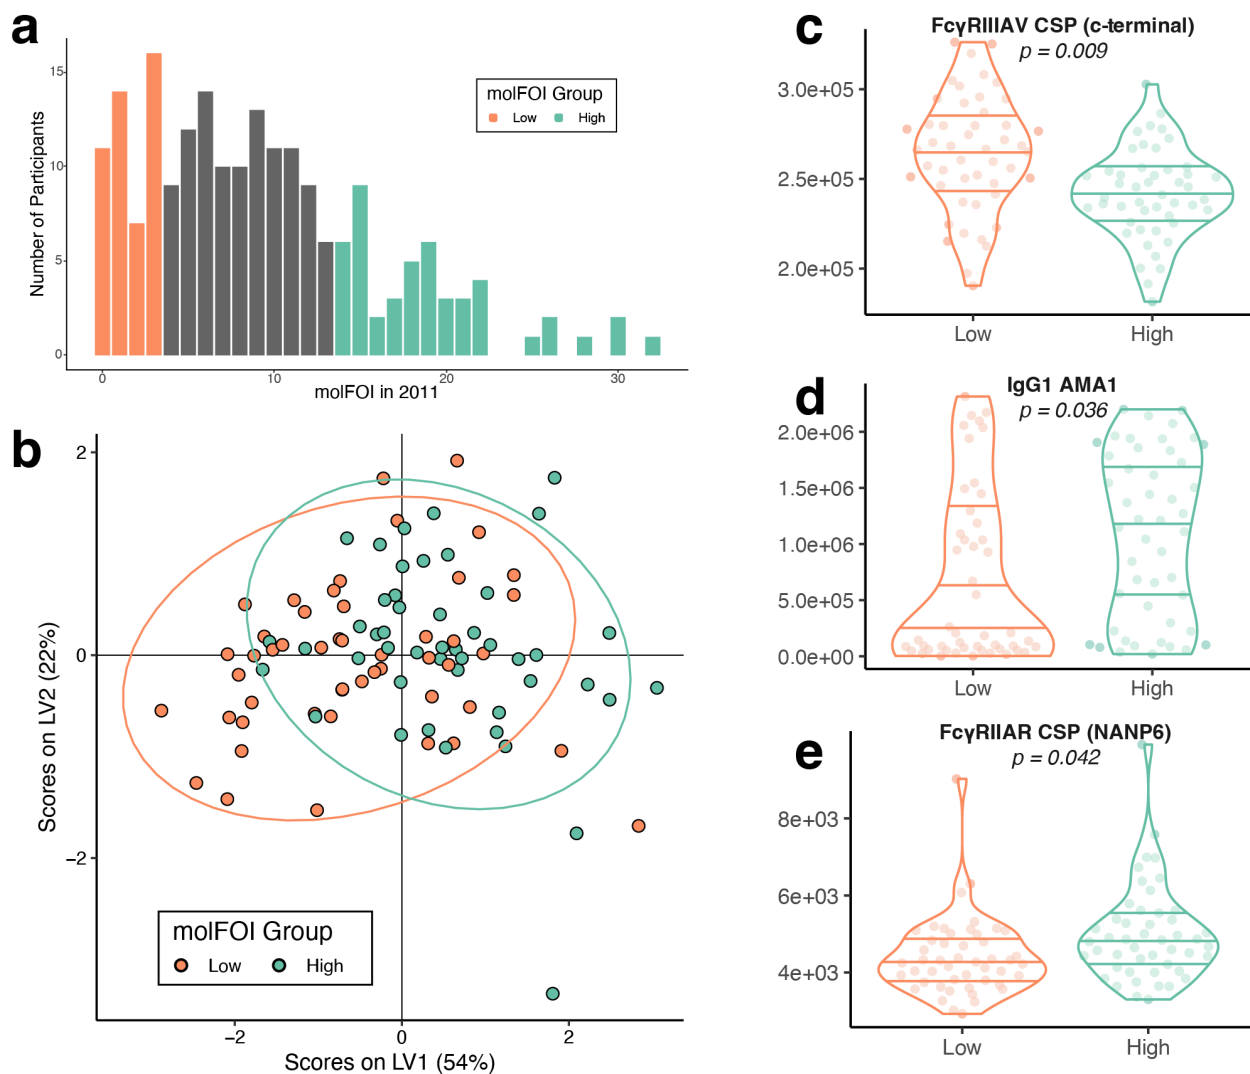 a
15
10
5
0
Number of Participants
molFOI Group
Low High
0 10 20 30
molFOI in 2011
b
2
0
−2
Scores on LV2 (22%)
molFOI Group
Low High
−2 0 2
Scores on LV1 (54%)
c
FcγRIIIAV CSP (c-terminal)
p = 0.009
3.0e+05
2.5e+05
2.0e+05
Low High
d
IgG1 AMA1
p = 0.036
2.0e+06
1.5e+06
1.0e+06
5.0e+05
0.0e+00
Low High
e
FcγRIIAR CSP (NANP6)
p = 0.042
8e+03
6e+03
4e+03
Low High